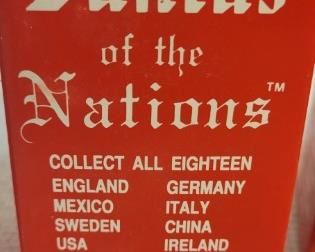 of the
Nations™
COLLECT ALL EIGHTEEN
ENGLAND GERMANY
MEXICO ITALY
SWEDEN CHINA
USA IRELAND